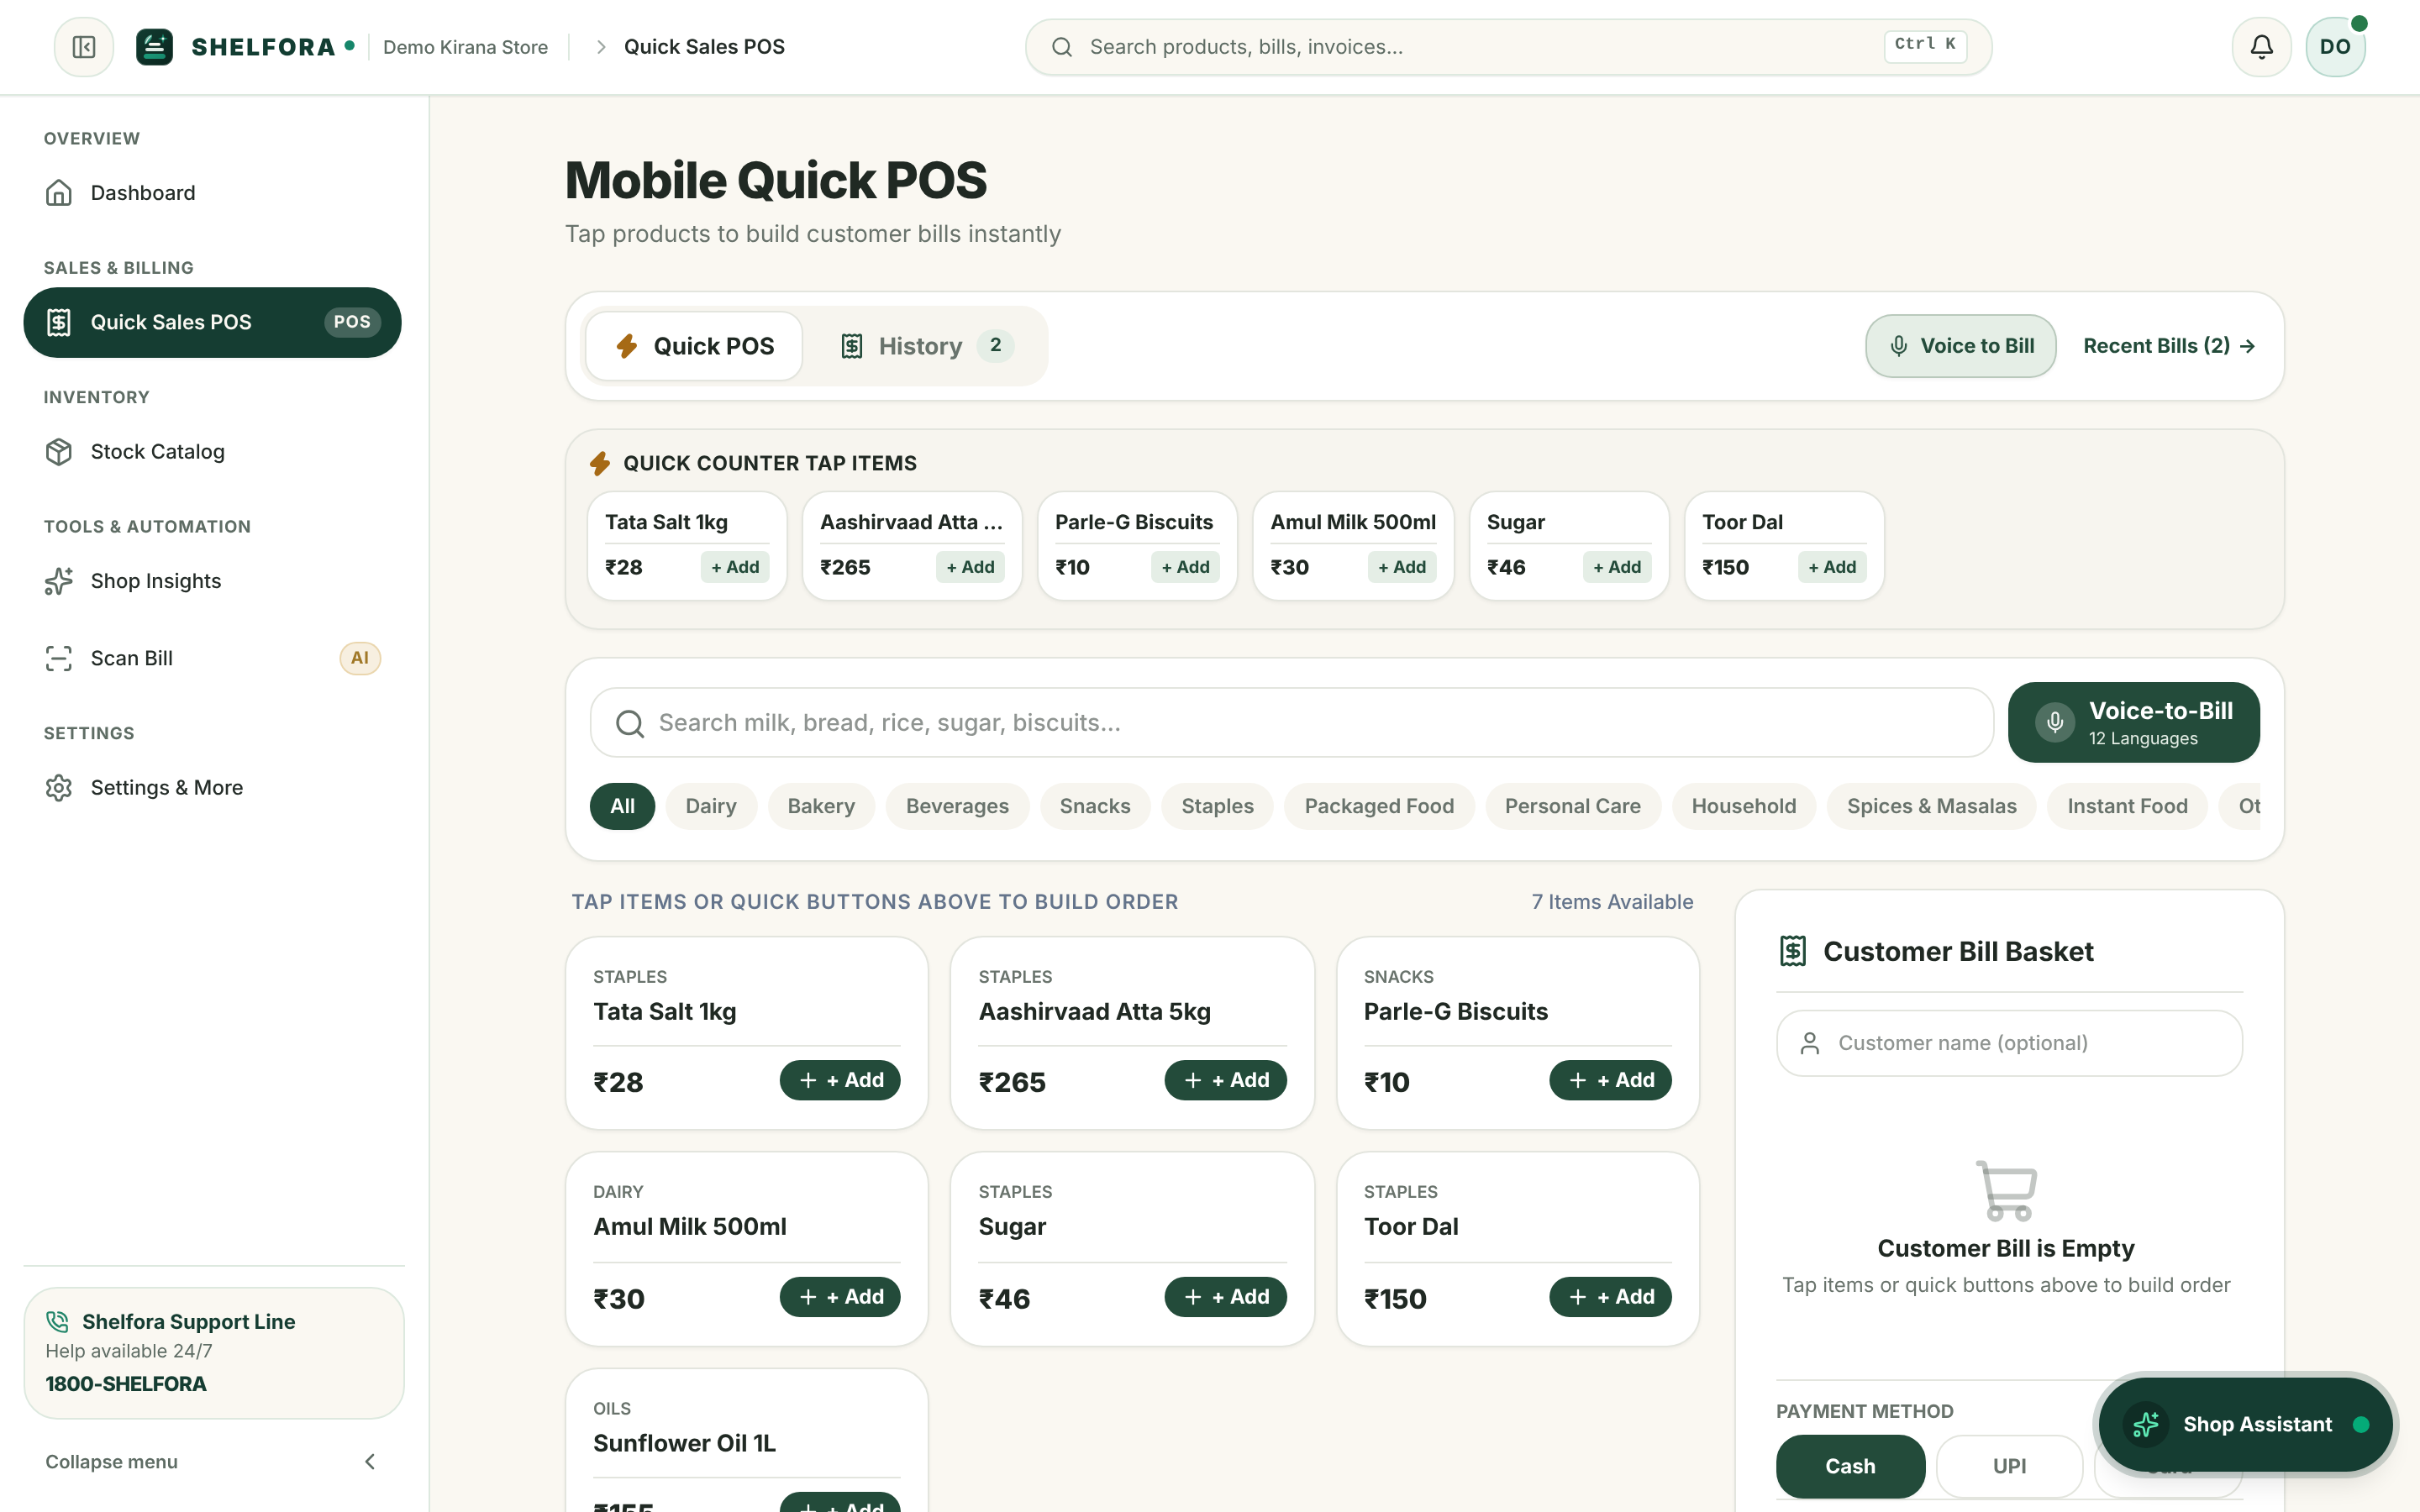 SHELFORA
Demo Kirana Store
Quick Sales POS
Search products, bills, invoices...
Ctrl K
DO
OVERVIEW
Dashboard
SALES & BILLING
Quick Sales POS
POS
INVENTORY
Stock Catalog
TOOLS & AUTOMATION
Shop Insights
Scan Bill
AI
SETTINGS
Settings & More
Shelfora Support Line
Help available 24/7
1800-SHELFORA
Collapse menu
Mobile Quick POS
Tap products to build customer bills instantly
Quick POS
History 2
Voice to Bill
Recent Bills (2) →
QUICK COUNTER TAP ITEMS
Tata Salt 1kg
₹28
+ Add
Aashirvaad Atta ...
₹265
+ Add
Parle-G Biscuits
₹10
+ Add
Amul Milk 500ml
₹30
+ Add
Sugar
₹46
+ Add
Toor Dal
₹150
+ Add
Search milk, bread, rice, sugar, biscuits...
Voice-to-Bill
12 Languages
All
Dairy
Bakery
Beverages
Snacks
Staples
Packaged Food
Personal Care
Household
Spices & Masalas
Instant Food
Ot
TAP ITEMS OR QUICK BUTTONS ABOVE TO BUILD ORDER
7 Items Available
STAPLES
Tata Salt 1kg
₹28
+ Add
STAPLES
Aashirvaad Atta 5kg
₹265
+ Add
SNACKS
Parle-G Biscuits
₹10
+ Add
DAIRY
Amul Milk 500ml
₹30
+ Add
STAPLES
Sugar
₹46
+ Add
STAPLES
Toor Dal
₹150
+ Add
OILS
Sunflower Oil 1L
₹155
+ Add
Customer Bill Basket
Customer name (optional)
Customer Bill is Empty
Tap items or quick buttons above to build order
PAYMENT METHOD
Cash
UPI
Shop Assistant